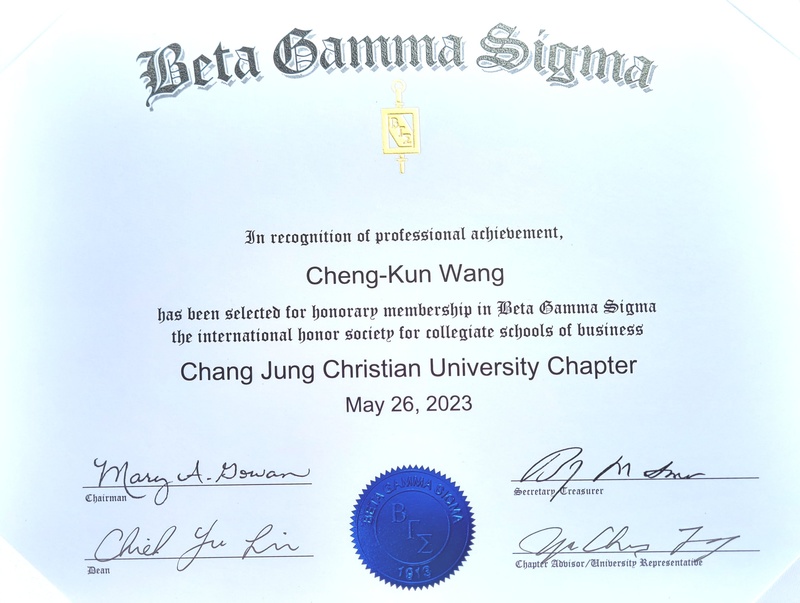 Beta Gamma Sigma
ΒΓΣ
In recognition of professional achievement,
Cheng-Kun Wang
has been selected for honorary membership in Beta Gamma Sigma
the international honor society for collegiate schools of business
Chang Jung Christian University Chapter
May 26, 2023
Mary A. Gowan
Chairman
Secretary/Treasurer
BETA GAMMA SIGMA
ΒΓΣ
1913
Chieh Yu Lin
Dean
Chapter Advisor/University Representative